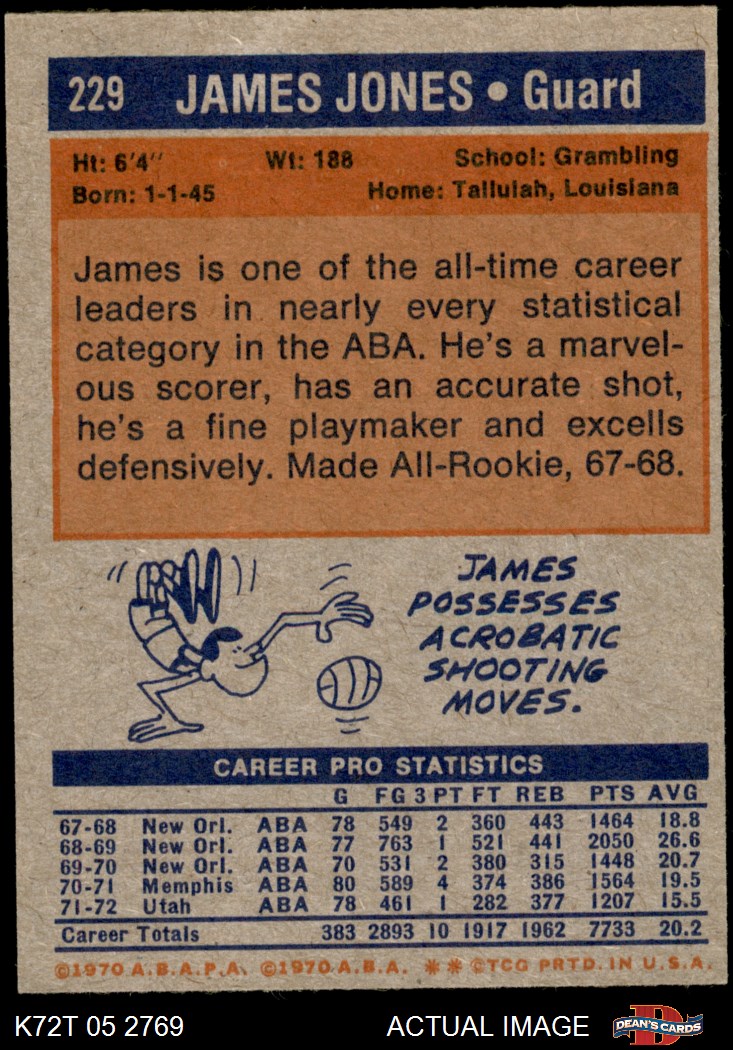 229 JAMES JONES • Guard
Ht: 6'4" Wt: 188 School: Grambling
Born: 1-1-45 Home: Tallulah, Louisiana
James is one of the all-time career
leaders in nearly every statistical
category in the ABA. He's a marvel-
ous scorer, has an accurate shot,
he's a fine playmaker and excells
defensively. Made All-Rookie, 67-68.
JAMES
POSSESSES
ACROBATIC
SHOOTING
MOVES.
CAREER PRO STATISTICS
G FG 3 PT FT REB PTS AVG
67-68 New Orl. ABA 78 549 2 360 443 1464 18.8
68-69 New Orl. ABA 77 763 1 521 441 2050 26.6
69-70 New Orl. ABA 70 531 2 380 315 1448 20.7
70-71 Memphis ABA 80 589 4 374 386 1564 19.5
71-72 Utah ABA 78 461 1 282 377 1207 15.5
Career Totals 383 2893 10 1917 1962 7733 20.2
©1970 A.B.A.P.A. ©1970 A.B.A. ** ©TCG PRTD. IN U.S.A.
K72T 05 2769 ACTUAL IMAGE DEAN'S CARDS